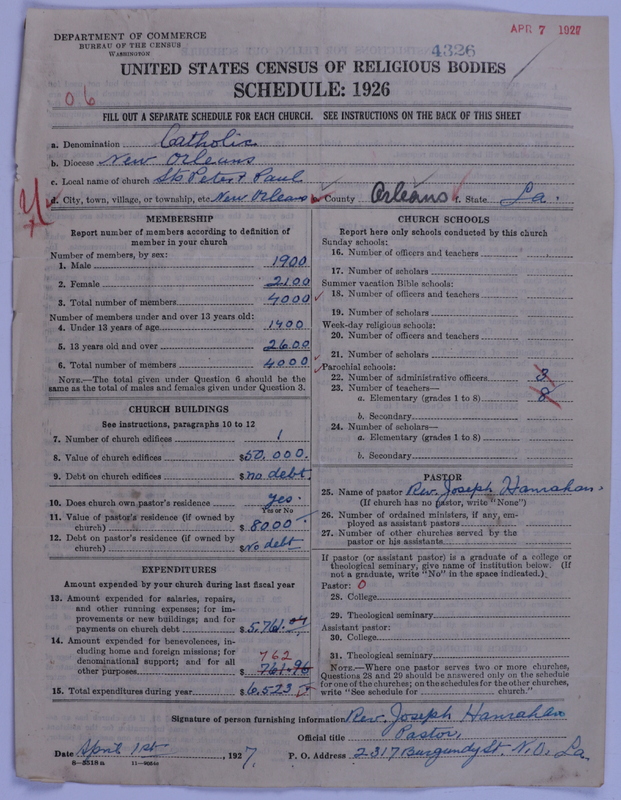 APR 7 1927
DEPARTMENT OF COMMERCE
BUREAU OF THE CENSUS
WASHINGTON
4326
UNITED STATES CENSUS OF RELIGIOUS BODIES
SCHEDULE: 1926
06
FILL OUT A SEPARATE SCHEDULE FOR EACH CHURCH. SEE INSTRUCTIONS ON THE BACK OF THIS SHEET
a. Denomination Catholic
b. Diocese New Orleans
c. Local name of church Sts Peter & Paul
d. City, town, village, or township, etc. New Orleans e. County Orleans f. State La.
MEMBERSHIP
Report number of members according to definition of
member in your church
Number of members, by sex:
1. Male 1900
2. Female 2100
3. Total number of members 4000
Number of members under and over 13 years old:
4. Under 13 years of age 1400
5. 13 years old and over 2600
6. Total number of members 4000
NOTE.—The total given under Question 6 should be the
same as the total of males and females given under Question 3.
CHURCH BUILDINGS
See instructions, paragraphs 10 to 12
7. Number of church edifices 1
8. Value of church edifices $50.000.
9. Debt on church edifices $no debt.
10. Does church own pastor's residence yes.
Yes or No
11. Value of pastor's residence (if owned by
church) $8000
12. Debt on pastor's residence (if owned by
church) $No debt
EXPENDITURES
Amount expended by your church during last fiscal year
13. Amount expended for salaries, repairs,
and other running expenses; for im-
provements or new buildings; and for
payments on church debt $5,761.
14. Amount expended for benevolences, in-
cluding home and foreign missions; for
denominational support; and for all 762
other purposes $761.96
15. Total expenditures during year $6,523
CHURCH SCHOOLS
Report here only schools conducted by this church
Sunday schools:
16. Number of officers and teachers
17. Number of scholars
Summer vacation Bible schools:
18. Number of officers and teachers
19. Number of scholars
Week-day religious schools:
20. Number of officers and teachers
21. Number of scholars
Parochial schools:
22. Number of administrative officers 3
23. Number of teachers—
a. Elementary (grades 1 to 8) 8
b. Secondary
24. Number of scholars—
a. Elementary (grades 1 to 8)
b. Secondary
PASTOR
25. Name of pastor Rev. Joseph Hanrahan.
(If church has no pastor, write "None")
26. Number of ordained ministers, if any, em-
ployed as assistant pastors
27. Number of other churches served by the
pastor or his assistants
If pastor (or assistant pastor) is a graduate of a college or
theological seminary, give name of institution below. (If
not a graduate, write "No" in the space indicated.)
Pastor: 0
28. College
29. Theological seminary
Assistant pastor:
30. College
31. Theological seminary
NOTE.—Where one pastor serves two or more churches,
Questions 28 and 29 should be answered only on the schedule
for one of the churches; on the schedules for the other churches,
write "See schedule for church."
Signature of person furnishing information Rev. Joseph Hanrahan
Official title Pastor,
Date April 1st, 1927. P. O. Address 2317 Burgundy St. N.O. La.
8—5518a